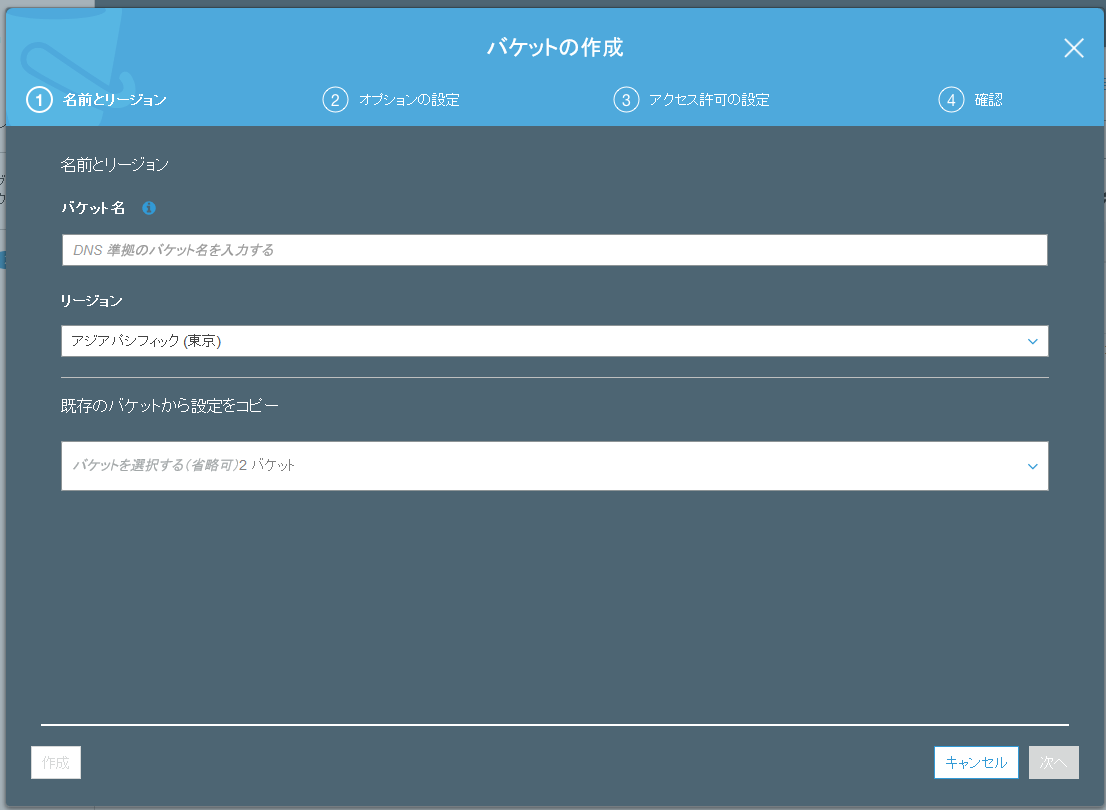 バケットの作成
1 名前とリージョン
2 オプションの設定
3 アクセス許可の設定
4 確認
名前とリージョン
バケット名
DNS 準拠のバケット名を入力する
リージョン
アジアパシフィック (東京)
既存のバケットから設定をコピー
バケットを選択する(省略可)2 バケット
作成
キャンセル
次へ